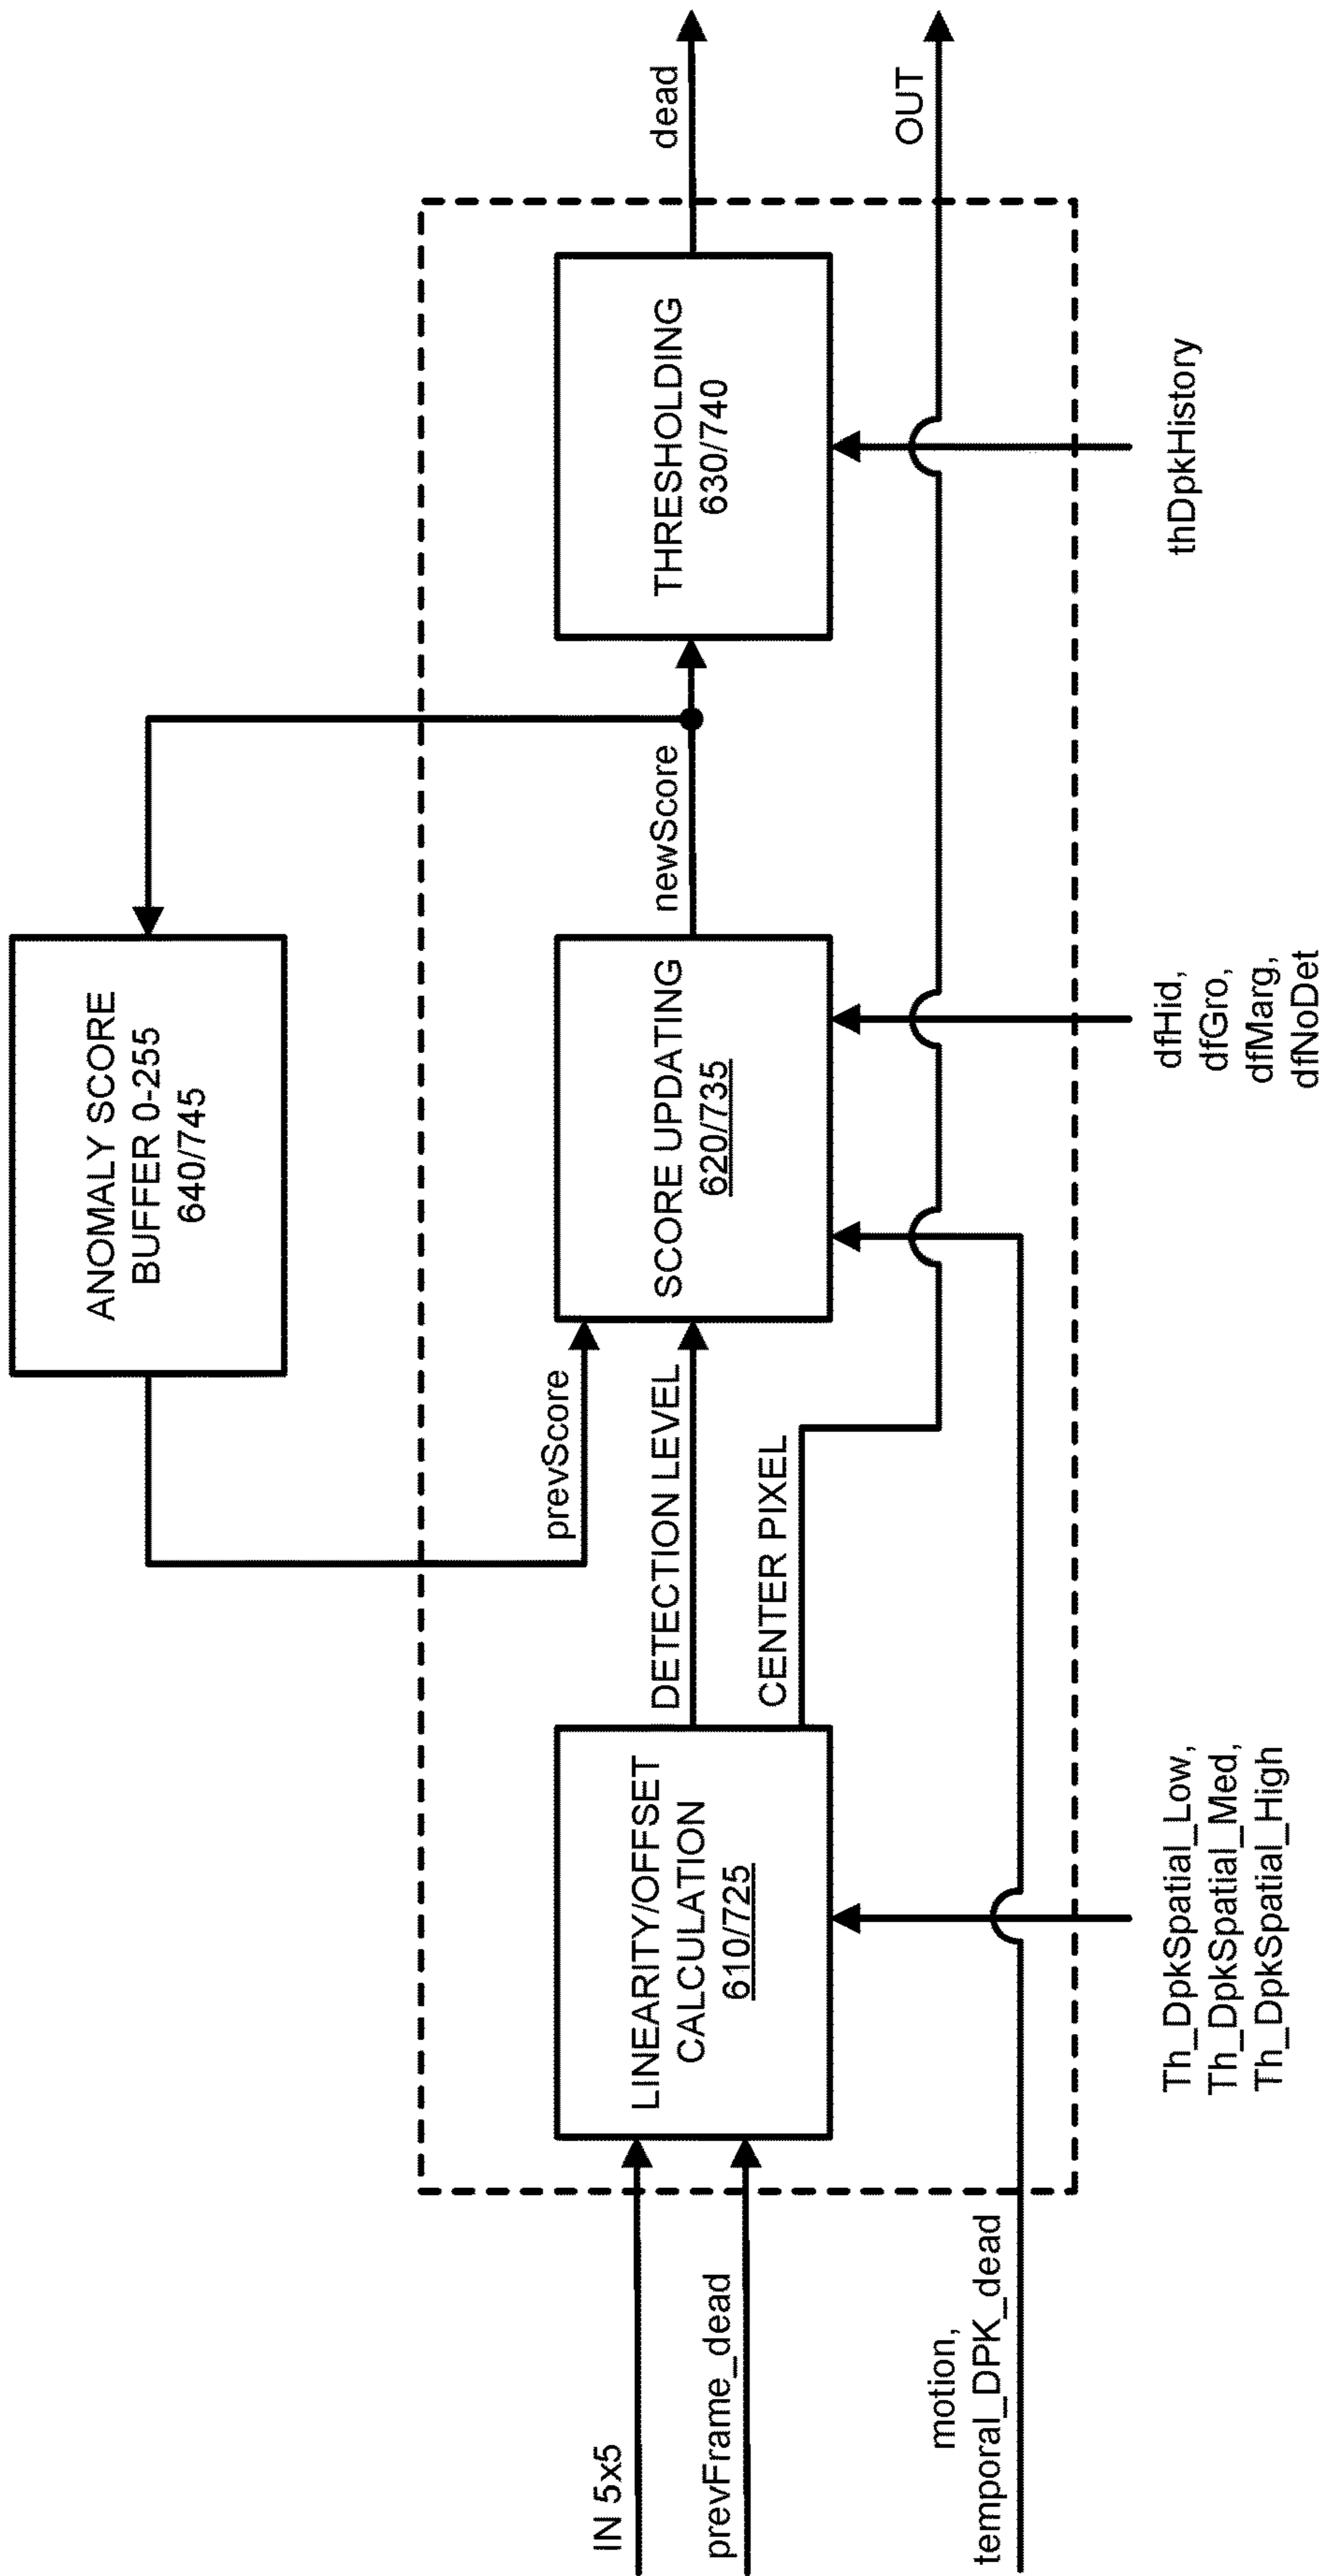 ANOMALY SCORE
BUFFER 0-255
640/745
IN 5x5
prevFrame_dead
motion,
temporal_DPK_dead
LINEARITY/OFFSET
CALCULATION
610/725
Th_DpkSpatial_Low,
Th_DpkSpatial_Med,
Th_DpkSpatial_High
prevScore
DETECTION LEVEL
CENTER PIXEL
SCORE UPDATING
620/735
dfHid,
dfGro,
dfMarg,
dfNoDet
newScore
THRESHOLDING
630/740
thDpkHistory
dead
OUT